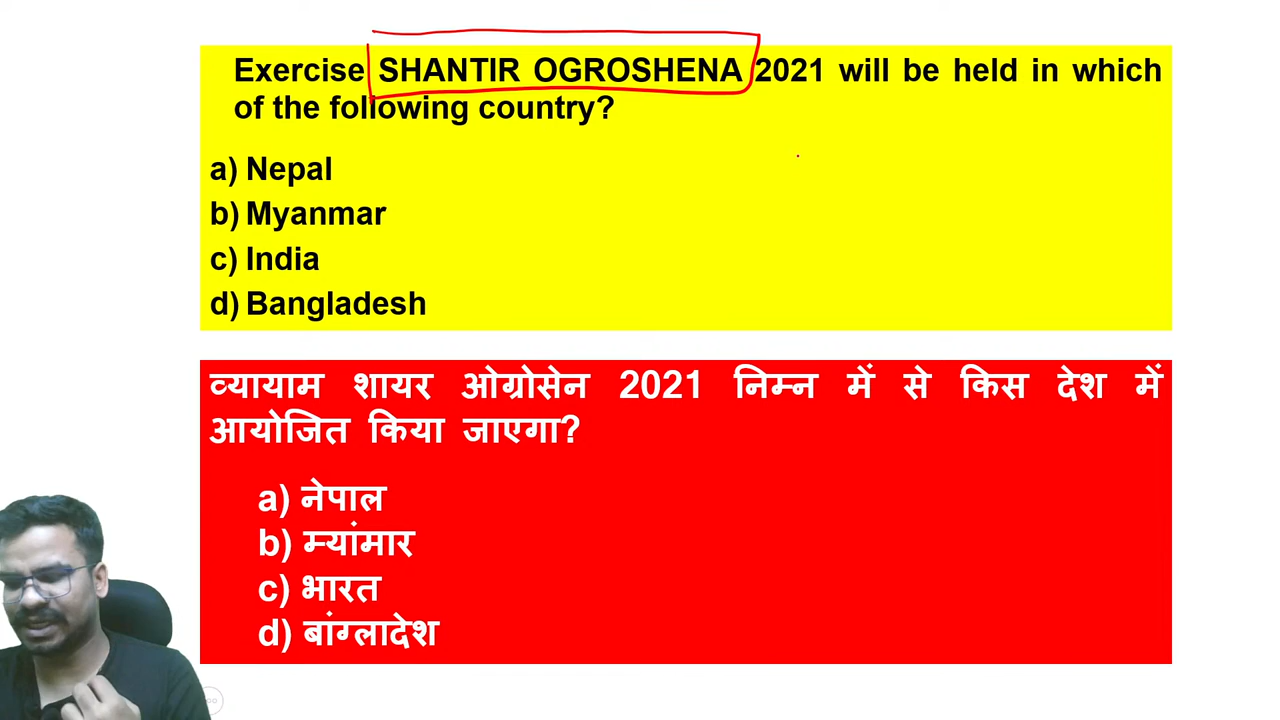 Exercise SHANTIR OGROSHENA 2021 will be held in which
of the following country?
a) Nepal
b) Myanmar
c) India
d) Bangladesh
व्यायाम शायर ओग्रोसेन 2021 निम्न में से किस देश में
आयोजित किया जाएगा?
a) नेपाल
b) म्यांमार
c) भारत
d) बांग्लादेश